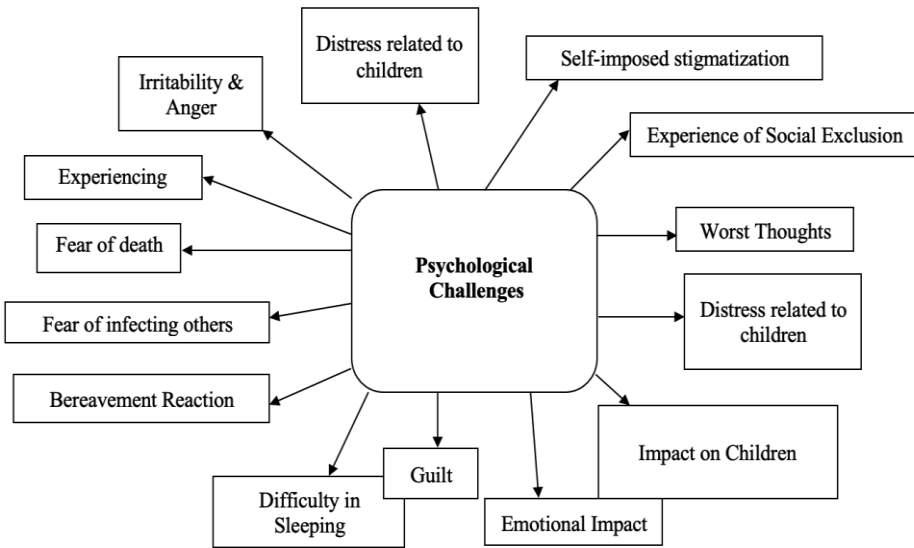 Distress related to
children
Self-imposed stigmatization
Irritability &
Anger
Experience of Social Exclusion
Experiencing
Worst Thoughts
Fear of death
Psychological
Challenges
Distress related to
children
Fear of infecting others
Bereavement Reaction
Impact on Children
Guilt
Difficulty in
Sleeping
Emotional Impact